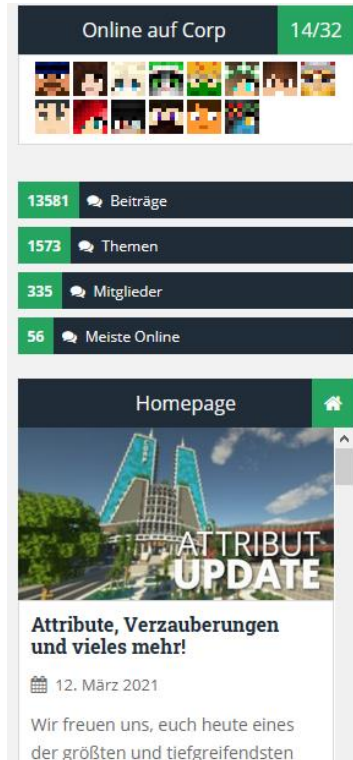 Online auf Corp 14/32
13581 Beiträge
1573 Themen
335 Mitglieder
56 Meiste Online
Homepage
ATTRIBUT
UPDATE
Attribute, Verzauberungen
und vieles mehr!
12. März 2021
Wir freuen uns, euch heute eines
der größten und tiefgreifendsten